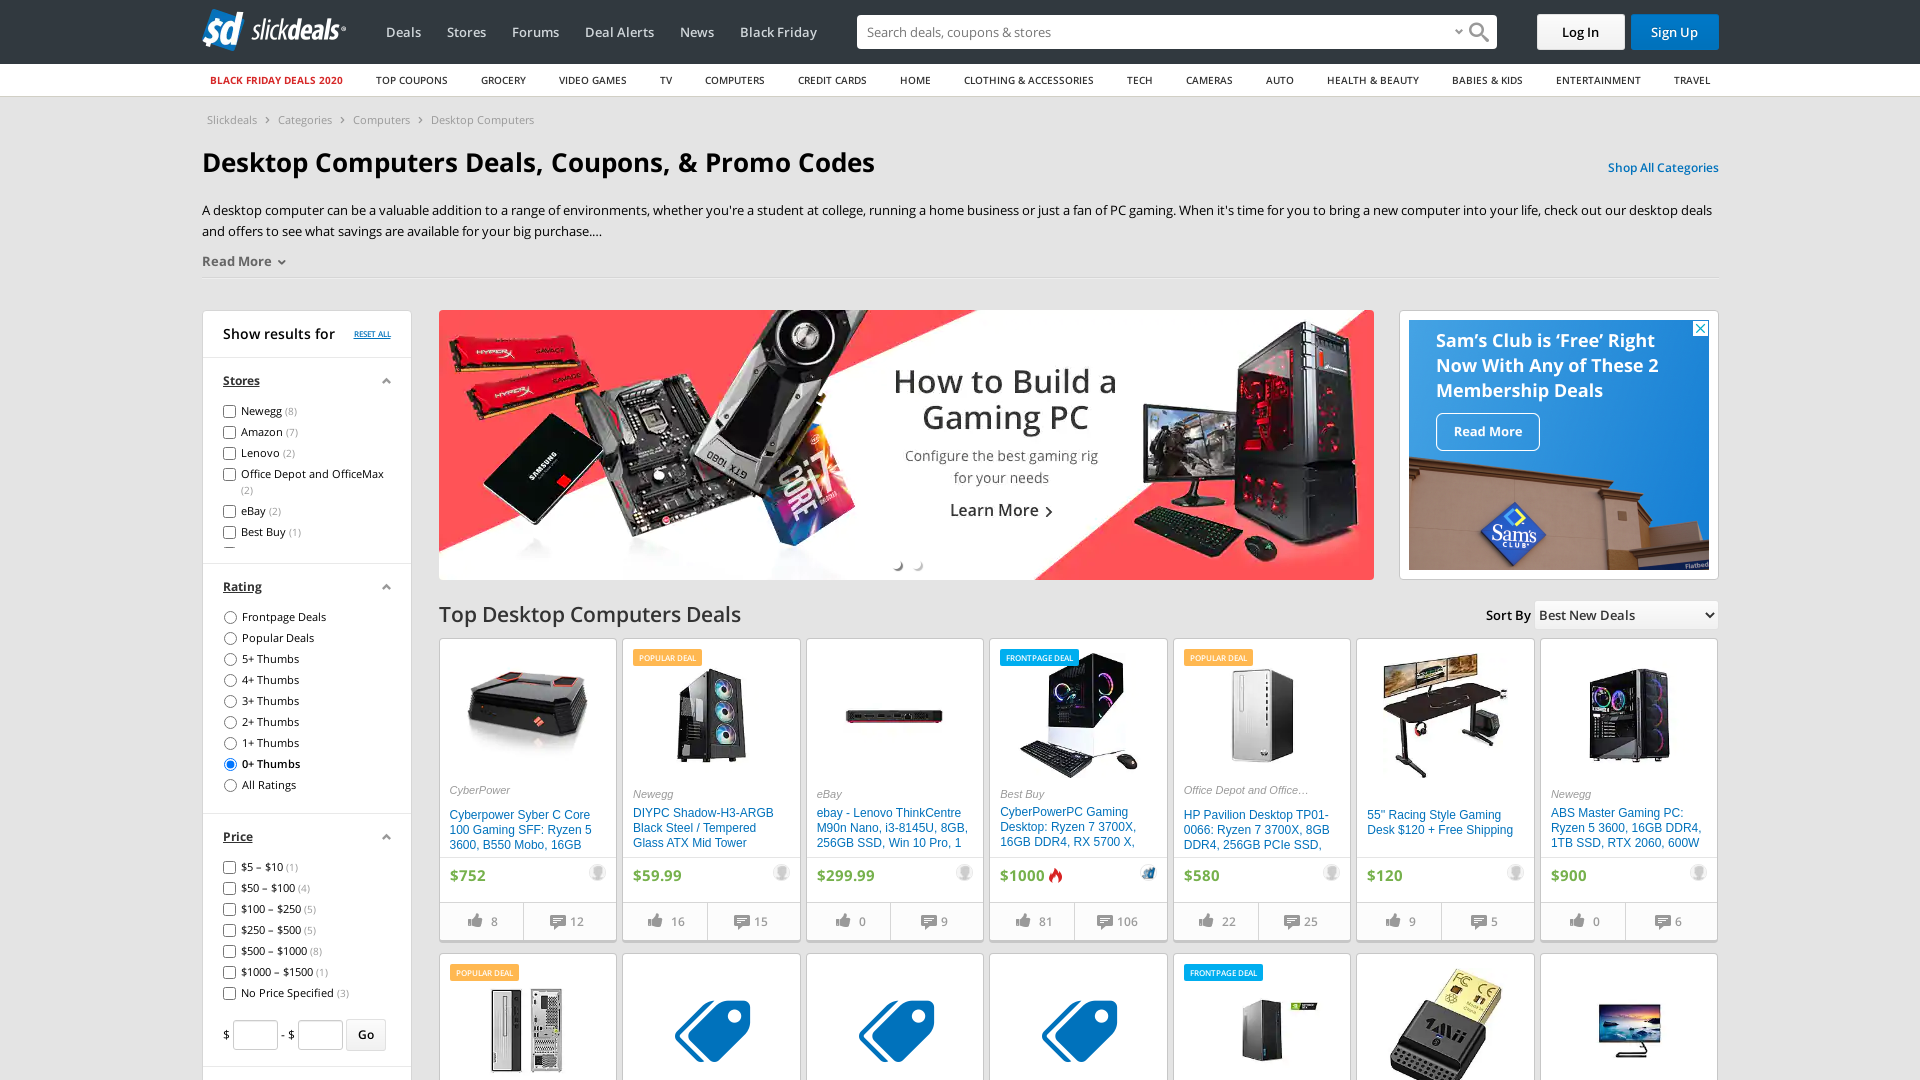 slickdeals
Deals
Stores
Forums
Deal Alerts
News
Black Friday
Search deals, coupons & stores
Log In
Sign Up
BLACK FRIDAY DEALS 2020
TOP COUPONS
GROCERY
VIDEO GAMES
TV
COMPUTERS
CREDIT CARDS
HOME
CLOTHING & ACCESSORIES
TECH
CAMERAS
AUTO
HEALTH & BEAUTY
BABIES & KIDS
ENTERTAINMENT
TRAVEL
Slickdeals > Categories > Computers > Desktop Computers
Desktop Computers Deals, Coupons, & Promo Codes
Shop All Categories
A desktop computer can be a valuable addition to a range of environments, whether you're a student at college, running a home business or just a fan of PC gaming. When it's time for you to bring a new computer into your life, check out our desktop deals
and offers to see what savings are available for your big purchase.…
Read More
Show results for
RESET ALL
Stores
Newegg (8)
Amazon (7)
Lenovo (2)
Office Depot and OfficeMax
(2)
eBay (2)
Best Buy (1)
Rating
Frontpage Deals
Popular Deals
5+ Thumbs
4+ Thumbs
3+ Thumbs
2+ Thumbs
1+ Thumbs
0+ Thumbs
All Ratings
Price
$5 – $10 (1)
$50 – $100 (4)
$100 – $250 (5)
$250 – $500 (5)
$500 – $1000 (8)
$1000 – $1500 (1)
No Price Specified (3)
$ - $ Go
HYPERX SAVAGE
HYPERX
SAMSUNG
GTX 1080
CORE i7
How to Build a
Gaming PC
Configure the best gaming rig
for your needs
Learn More
Sam's Club is 'Free' Right
Now With Any of These 2
Membership Deals
Read More
Sam's
CLUB
Flatbed
Top Desktop Computers Deals
Sort By Best New Deals
CyberPower
Cyberpower Syber C Core
100 Gaming SFF: Ryzen 5
3600, B550 Mobo, 16GB
$752
8
12
POPULAR DEAL
Newegg
DIYPC Shadow-H3-ARGB
Black Steel / Tempered
Glass ATX Mid Tower
$59.99
16
15
eBay
ebay - Lenovo ThinkCentre
M90n Nano, i3-8145U, 8GB,
256GB SSD, Win 10 Pro, 1
$299.99
0
9
FRONTPAGE DEAL
Best Buy
CyberPowerPC Gaming
Desktop: Ryzen 7 3700X,
16GB DDR4, RX 5700 X,
$1000
81
106
POPULAR DEAL
Office Depot and Office…
HP Pavilion Desktop TP01-
0066: Ryzen 7 3700X, 8GB
DDR4, 256GB PCIe SSD,
$580
22
25
55" Racing Style Gaming
Desk $120 + Free Shipping
$120
9
5
Newegg
ABS Master Gaming PC:
Ryzen 5 3600, 16GB DDR4,
1TB SSD, RTX 2060, 600W
$900
0
6
POPULAR DEAL
FRONTPAGE DEAL
FC
1Mii